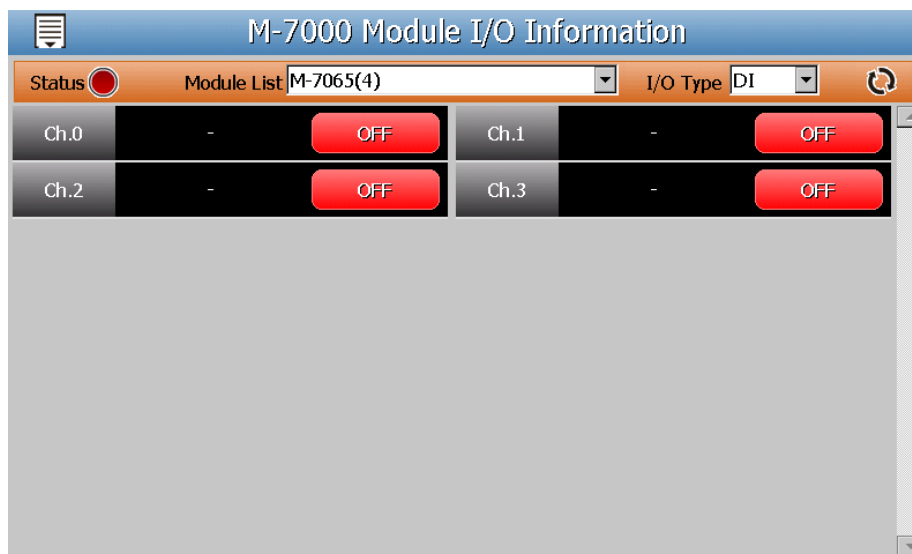 M-7000 Module I/O Information
Status Module List M-7065(4) I/O Type DI
Ch.0 - OFF Ch.1 - OFF
Ch.2 - OFF Ch.3 - OFF